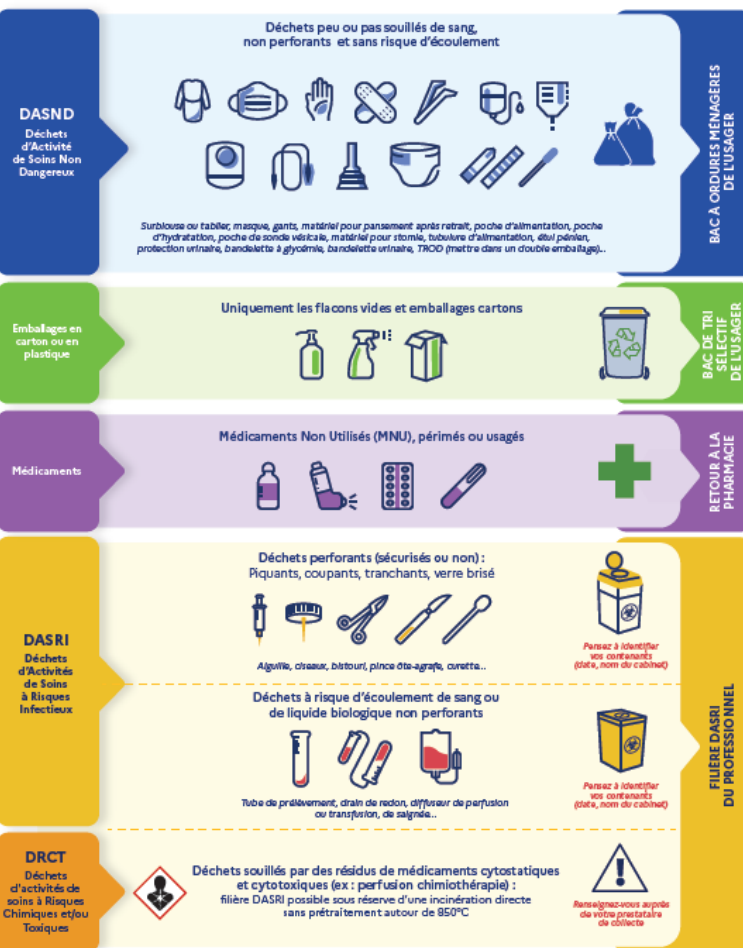 Déchets peu ou pas souillés de sang,
non perforants et sans risque d'écoulement
DASND
Déchets
d'Activité
de Soins Non
Dangereux
Surblouse ou tablier, masque, gants, matériel pour pansement après retrait, poche d'alimentation, poche
d'hydratation, poche de sonde vésicale, matériel pour stomie, tubulure d'alimentation, étui pénien,
protection urinaire, bandelette à glycémie, bandelette urinaire, TROD (mettre dans un double emballage)...
BAC À ORDURES MÉNAGÈRES
DE L'USAGER
Emballages en
carton ou en
plastique
Uniquement les flacons vides et emballages cartons
BAC DE TRI
SÉLECTIF
DE L'USAGER
Médicaments
Médicaments Non Utilisés (MNU), périmés ou usagés
RETOUR À LA
PHARMACIE
DASRI
Déchets
d'Activités
de Soins
à Risques
Infectieux
Déchets perforants (sécurisés ou non) :
Piquants, coupants, tranchants, verre brisé
Aiguille, ciseaux, bistouri, pince ôte-agrafe, curette...
Pensez à identifier
vos contenants
(date, nom du cabinet)
Déchets à risque d'écoulement de sang ou
de liquide biologique non perforants
Tube de prélèvement, drain de redon, diffuseur de perfusion
ou transfusion, de saignée...
Pensez à identifier
vos contenants
(date, nom du cabinet)
FILIÈRE DASRI
DU PROFESSIONNEL
DRCT
Déchets
d'activités de
soins à Risques
Chimiques et/ou
Toxiques
Déchets souillés par des résidus de médicaments cytostatiques
et cytotoxiques (ex : perfusion chimiothérapie) :
filière DASRI possible sous réserve d'une incinération directe
sans prétraitement autour de 850°C
Renseignez-vous auprès
de votre prestataire
de collecte